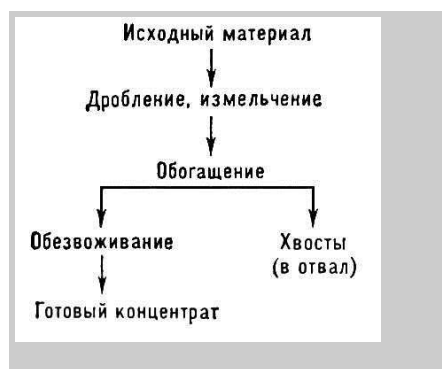 Исходный материал
Дробление, измельчение
Обогащение
Обезвоживание
Хвосты
(в отвал)
Готовый концентрат